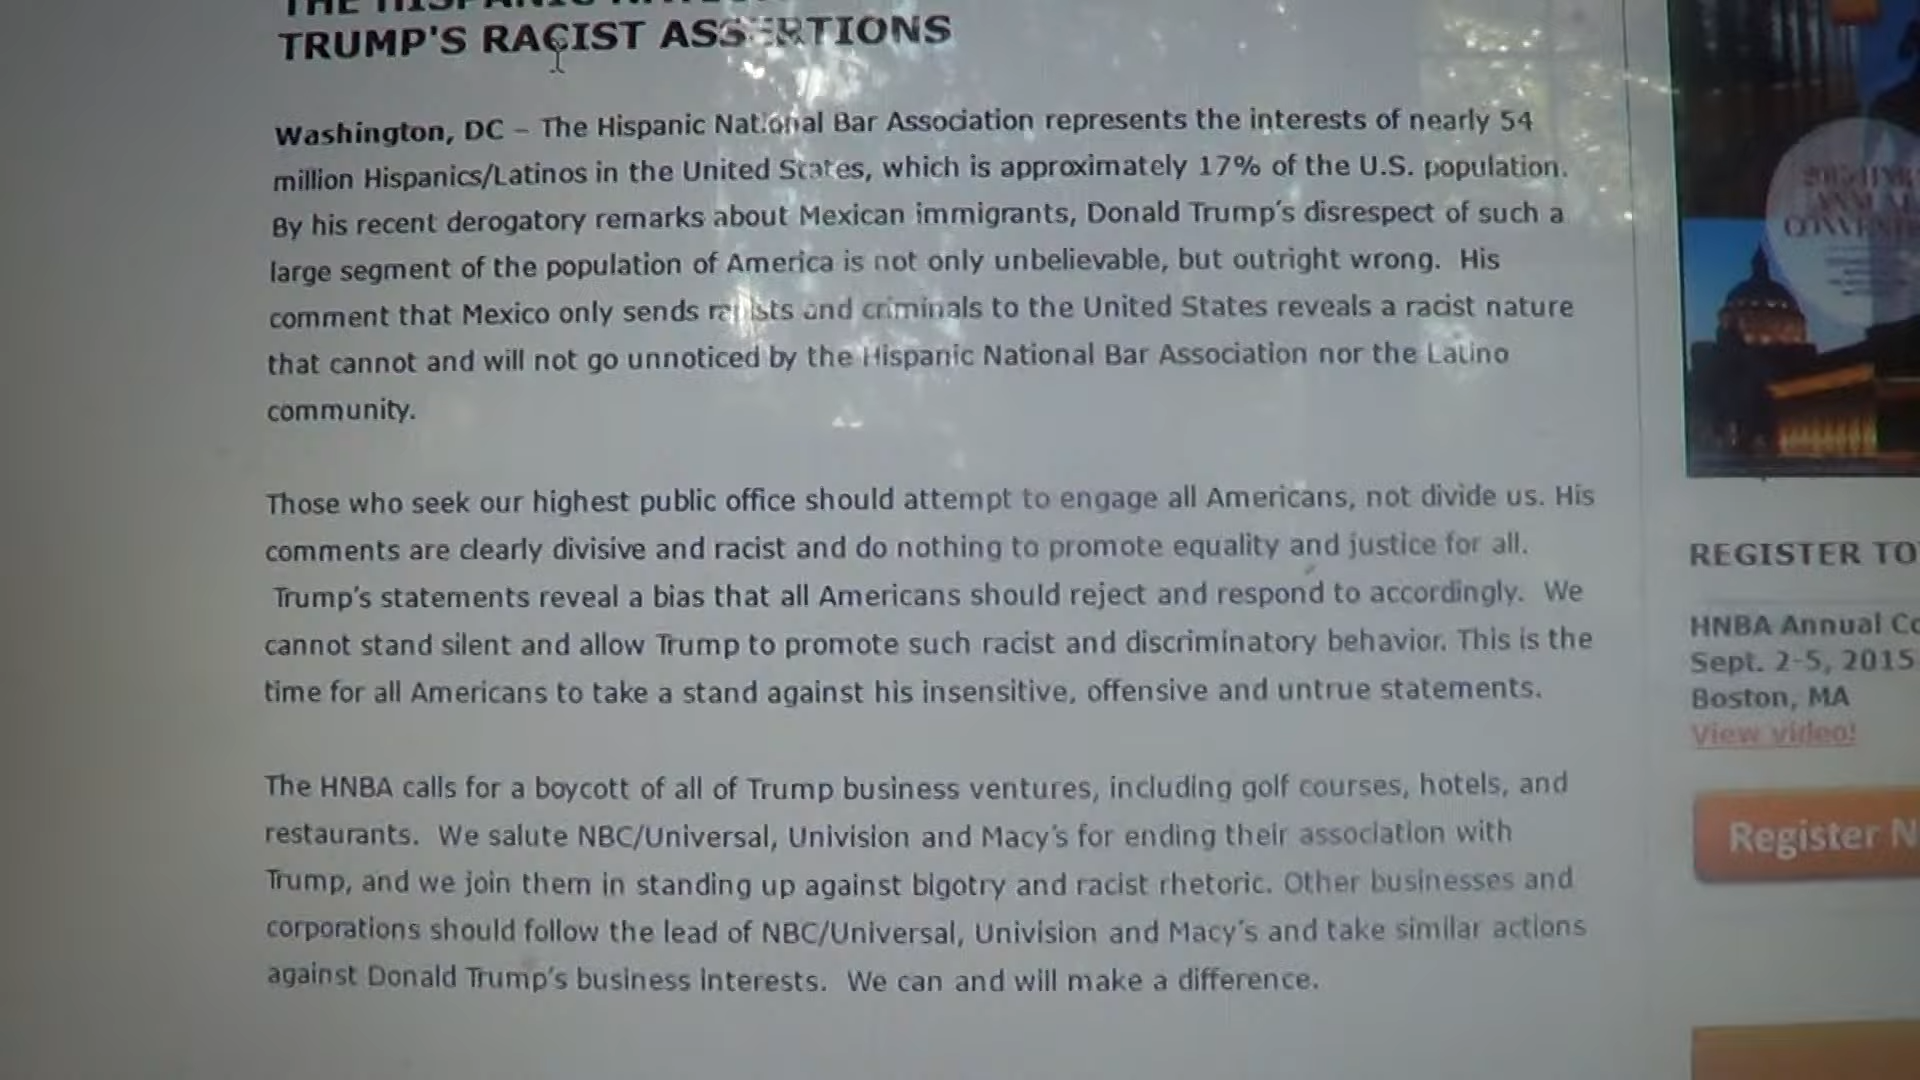 THE HISPANIC
TRUMP'S RACIST ASSERTIONS
Washington, DC – The Hispanic National Bar Association represents the interests of nearly 54
million Hispanics/Latinos in the United States, which is approximately 17% of the U.S. population.
By his recent derogatory remarks about Mexican immigrants, Donald Trump's disrespect of such a
large segment of the population of America is not only unbelievable, but outright wrong. His
comment that Mexico only sends rapists and criminals to the United States reveals a racist nature
that cannot and will not go unnoticed by the Hispanic National Bar Association nor the Latino
community.
Those who seek our highest public office should attempt to engage all Americans, not divide us. His
comments are clearly divisive and racist and do nothing to promote equality and justice for all.
Trump's statements reveal a bias that all Americans should reject and respond to accordingly. We
cannot stand silent and allow Trump to promote such racist and discriminatory behavior. This is the
time for all Americans to take a stand against his insensitive, offensive and untrue statements.
The HNBA calls for a boycott of all of Trump business ventures, including golf courses, hotels, and
restaurants. We salute NBC/Universal, Univision and Macy's for ending their association with
Trump, and we join them in standing up against bigotry and racist rhetoric. Other businesses and
corporations should follow the lead of NBC/Universal, Univision and Macy's and take similar actions
against Donald Trump's business interests. We can and will make a difference.
REGISTER TO
HNBA Annual Co
Sept. 2-5, 2015
Boston, MA
View video!
Register N